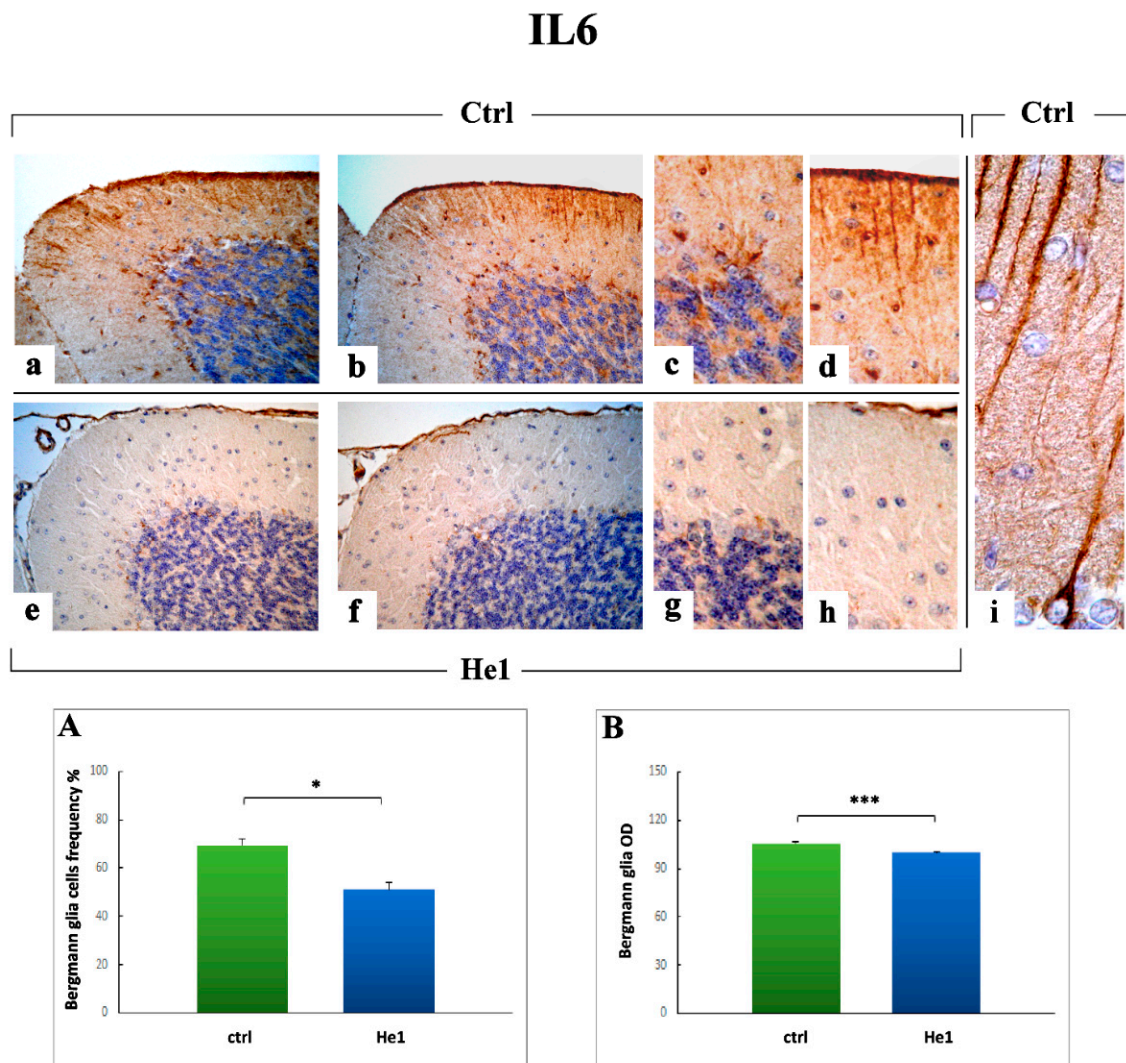 IL6
Ctrl
Ctrl
a
b
c
d
e
f
g
h
i
He1
A
Bergmann glia cells frequency %
100
80
60
40
20
0
*
ctrl
He1
B
Bergmann glia OD
150
120
90
60
30
0
***
ctrl
He1